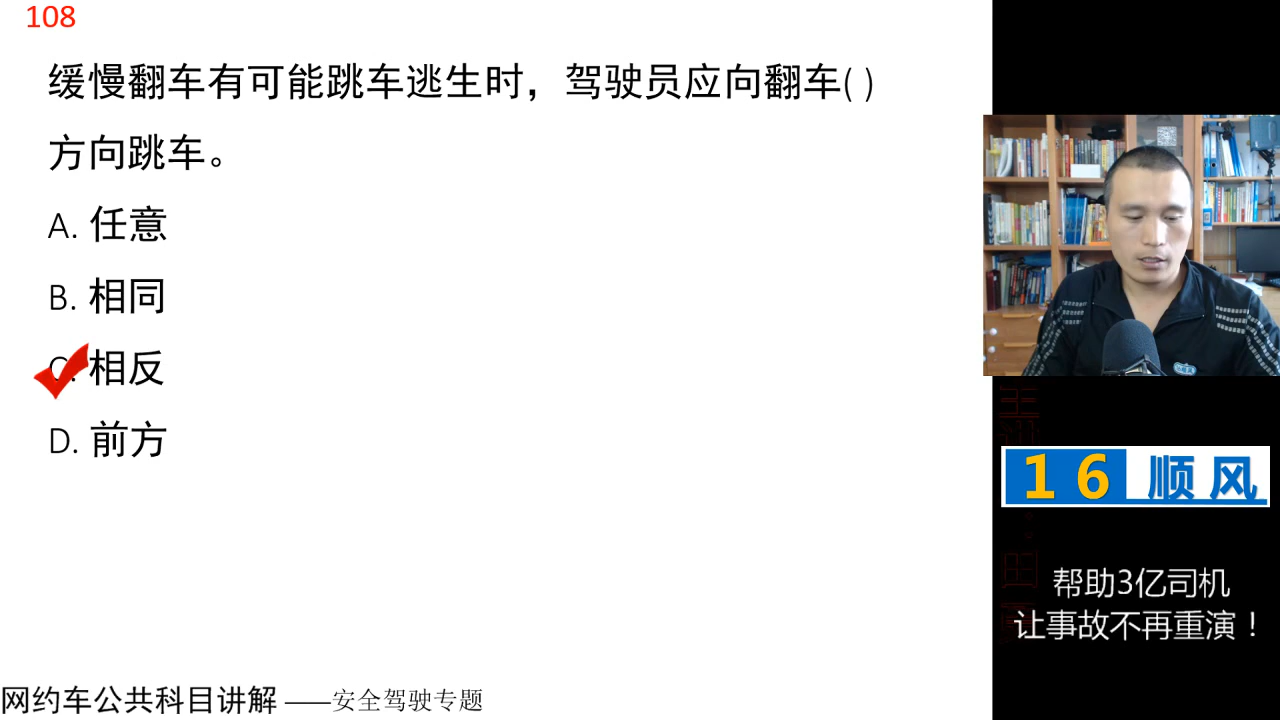 108
缓慢翻车有可能跳车逃生时，驾驶员应向翻车( )
方向跳车。
A. 任意
B. 相同
C. 相反
D. 前方
16 顺风
帮助3亿司机
让事故不再重演！
网约车公共科目讲解 ——安全驾驶专题